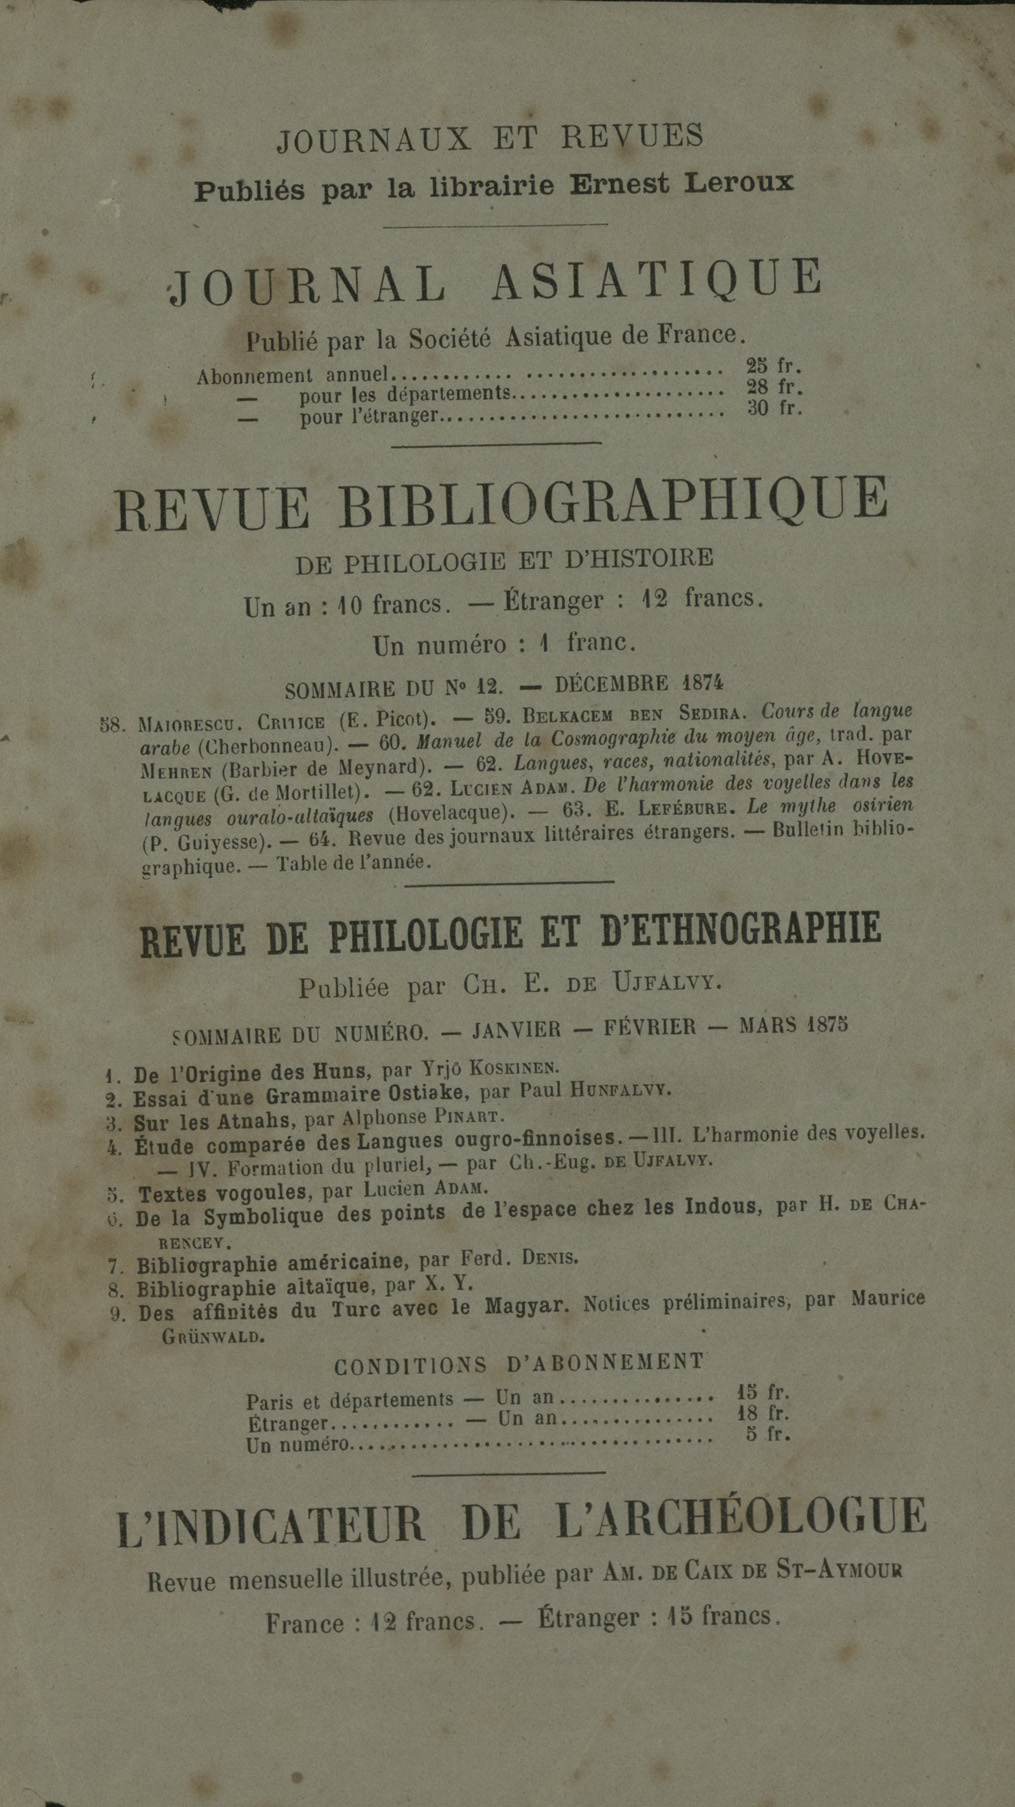 JOURNAUX ET REVUES
Publiés par la librairie Ernest Leroux
JOURNAL ASIATIQUE
Publié par la Société Asiatique de France.
Abonnement annuel............ .................. 25 fr.
— pour les départements..................... 28 fr.
— pour l'étranger............................ 30 fr.
REVUE BIBLIOGRAPHIQUE
DE PHILOLOGIE ET D'HISTOIRE
Un an : 10 francs. — Étranger : 12 francs.
Un numéro : 1 franc.
SOMMAIRE DU No 12. — DÉCEMBRE 1874
58. MAIORESCU. CRITICE (E. Picot). — 59. BELKACEM BEN SEDIRA. Cours de langue
arabe (Cherbonneau). — 60. Manuel de la Cosmographie du moyen âge, trad. par
MEHREN (Barbier de Meynard). — 62. Langues, races, nationalités, par A. HOVE-
LACQUE (G. de Mortillet). — 62. LUCIEN ADAM. De l'harmonie des voyelles dans les
langues ouralo-altaïques (Hovelacque). — 63. E. LEFÉBURE. Le mythe osirien
(P. Guiyesse). — 64. Revue des journaux littéraires étrangers. — Bulletin biblio-
graphique. — Table de l'année.
REVUE DE PHILOLOGIE ET D'ETHNOGRAPHIE
Publiée par CH. E. DE UJFALVY.
SOMMAIRE DU NUMÉRO. — JANVIER — FÉVRIER — MARS 1875
1. De l'Origine des Huns, par Yrjö KOSKINEN.
2. Essai d'une Grammaire Ostiake, par Paul HUNFALVY.
3. Sur les Atnahs, par Alphonse PINART.
4. Étude comparée des Langues ougro-finnoises. — III. L'harmonie des voyelles.
— IV. Formation du pluriel, — par Ch.-Eug. DE UJFALVY.
5. Textes vogoules, par Lucien ADAM.
6. De la Symbolique des points de l'espace chez les Indous, par H. DE CHA-
RENCEY.
7. Bibliographie américaine, par Ferd. DENIS.
8. Bibliographie altaïque, par X. Y.
9. Des affinités du Turc avec le Magyar. Notices préliminaires, par Maurice
GRÜNWALD.
CONDITIONS D'ABONNEMENT
Paris et départements — Un an............... 15 fr.
Étranger............ — Un an............... 18 fr.
Un numéro.................................... 5 fr.
L'INDICATEUR DE L'ARCHÉOLOGUE
Revue mensuelle illustrée, publiée par AM. DE CAIX DE ST-AYMOUR
France : 12 francs. — Étranger : 15 francs.